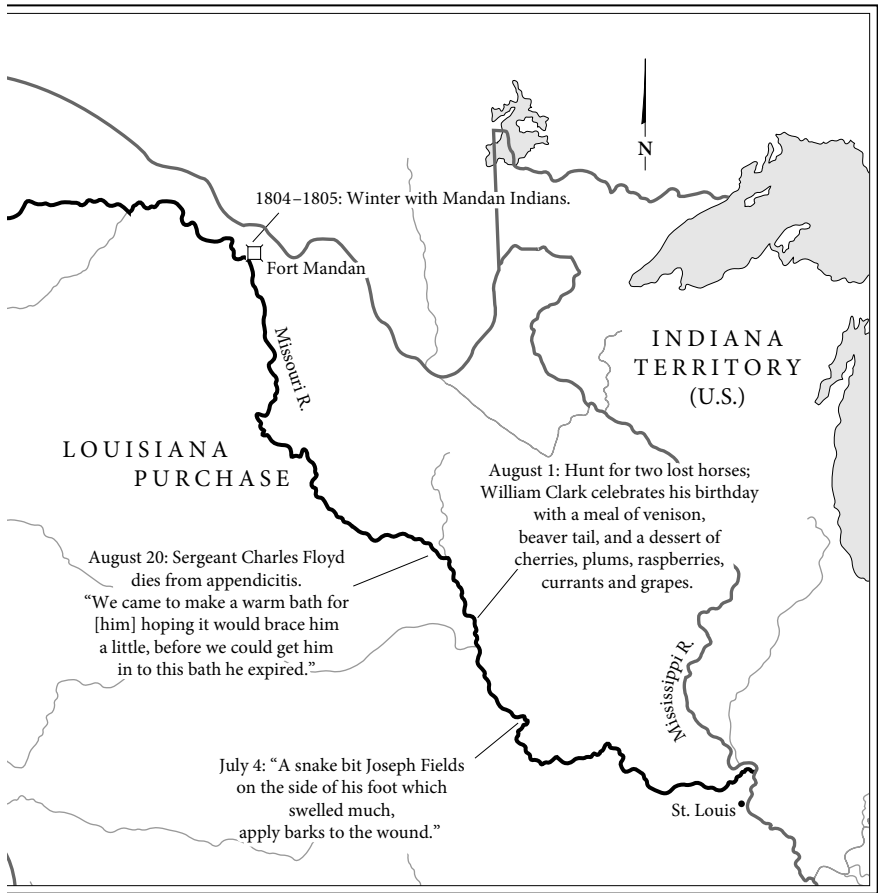 N
1804–1805: Winter with Mandan Indians.
Fort Mandan
Missouri R.
INDIANA
TERRITORY
(U.S.)
LOUISIANA
PURCHASE
August 1: Hunt for two lost horses;
William Clark celebrates his birthday
with a meal of venison,
beaver tail, and a dessert of
cherries, plums, raspberries,
currants and grapes.
August 20: Sergeant Charles Floyd
dies from appendicitis.
“We came to make a warm bath for
[him] hoping it would brace him
a little, before we could get him
in to this bath he expired.”
Mississippi R.
July 4: “A snake bit Joseph Fields
on the side of his foot which
swelled much,
apply barks to the wound.”
St. Louis